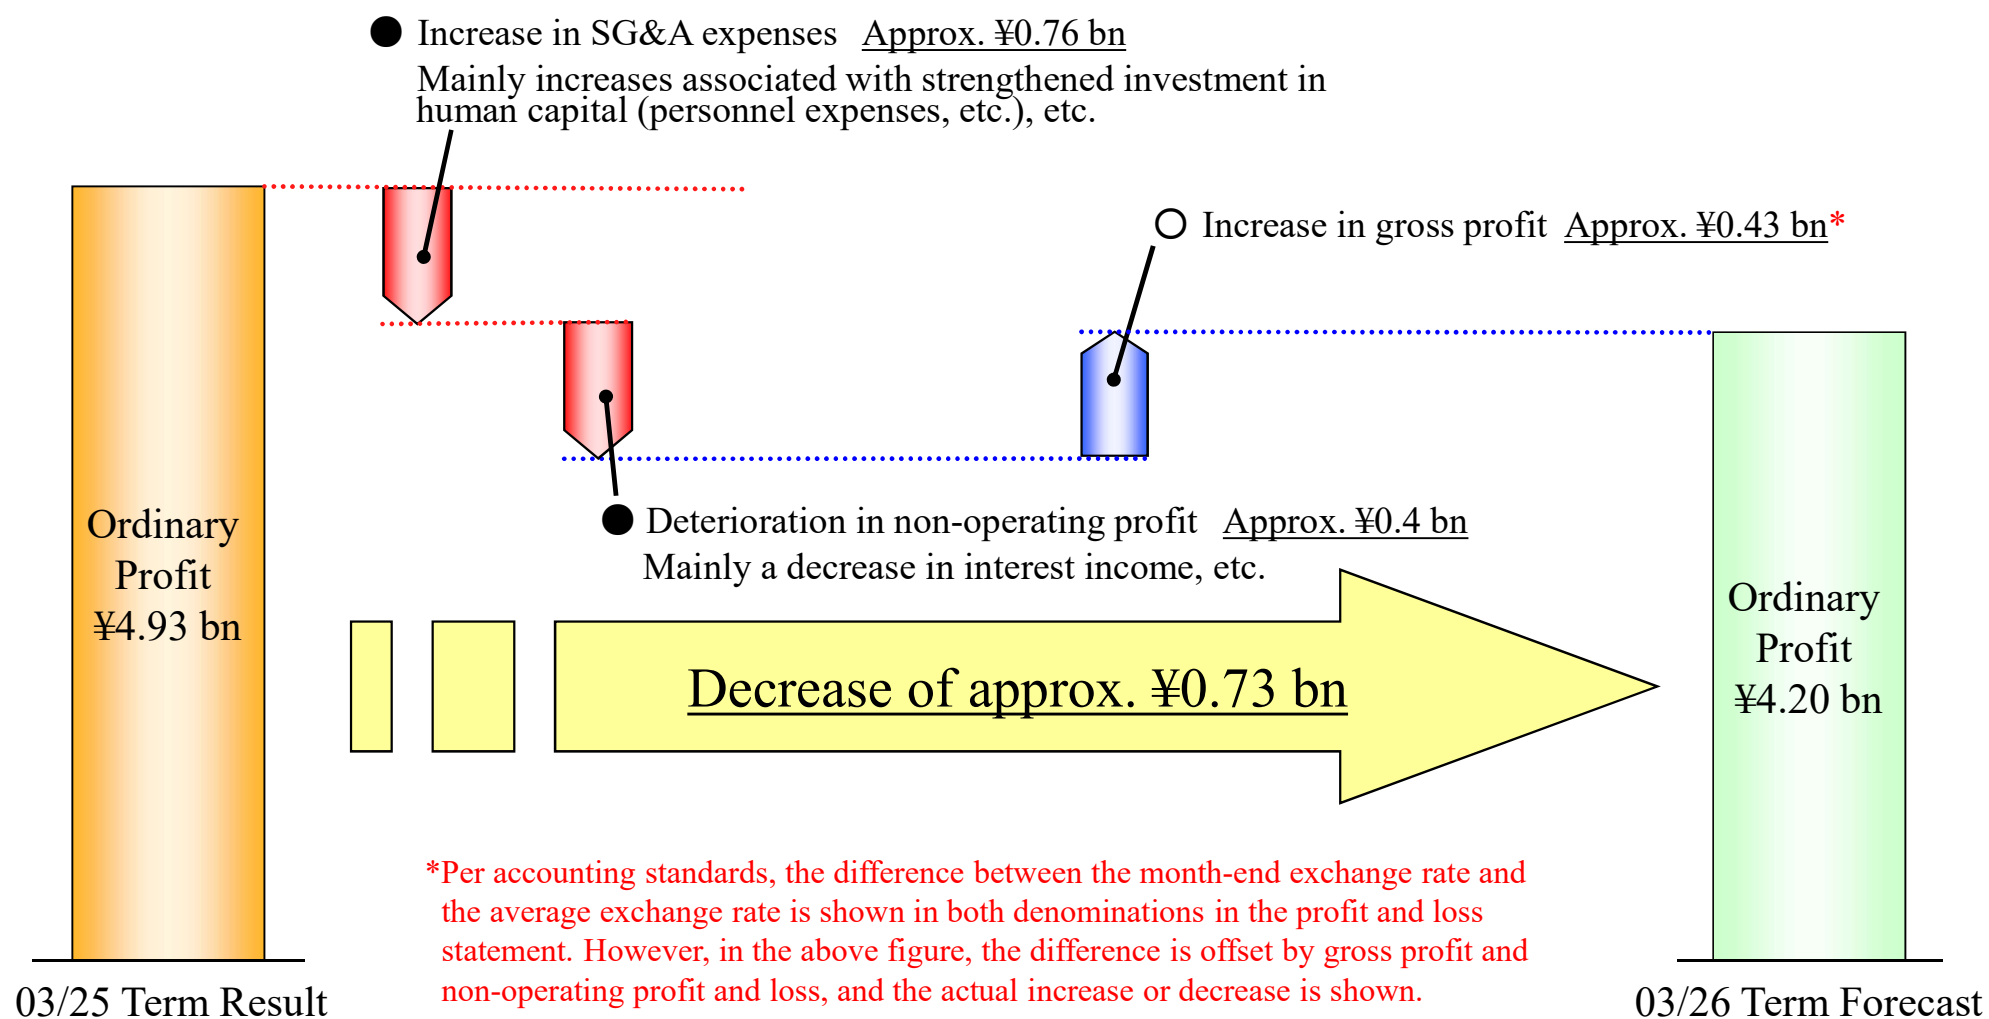 ● Increase in SG&A expenses Approx. ¥0.76 bn
Mainly increases associated with strengthened investment in
human capital (personnel expenses, etc.), etc.
○ Increase in gross profit Approx. ¥0.43 bn*
● Deterioration in non-operating profit Approx. ¥0.4 bn
Mainly a decrease in interest income, etc.
Ordinary
Profit
¥4.93 bn
Decrease of approx. ¥0.73 bn
Ordinary
Profit
¥4.20 bn
*Per accounting standards, the difference between the month-end exchange rate and
the average exchange rate is shown in both denominations in the profit and loss
statement. However, in the above figure, the difference is offset by gross profit and
non-operating profit and loss, and the actual increase or decrease is shown.
03/25 Term Result
03/26 Term Forecast